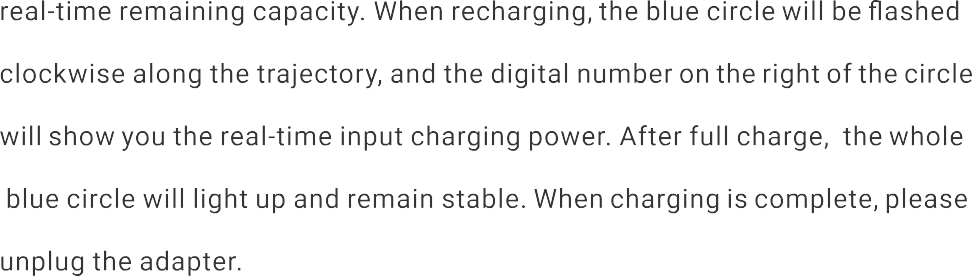 real-time remaining capacity. When recharging, the blue circle will be flashed
clockwise along the trajectory, and the digital number on the right of the circle
will show you the real-time input charging power. After full charge,  the whole
blue circle will light up and remain stable. When charging is complete, please
unplug the adapter.